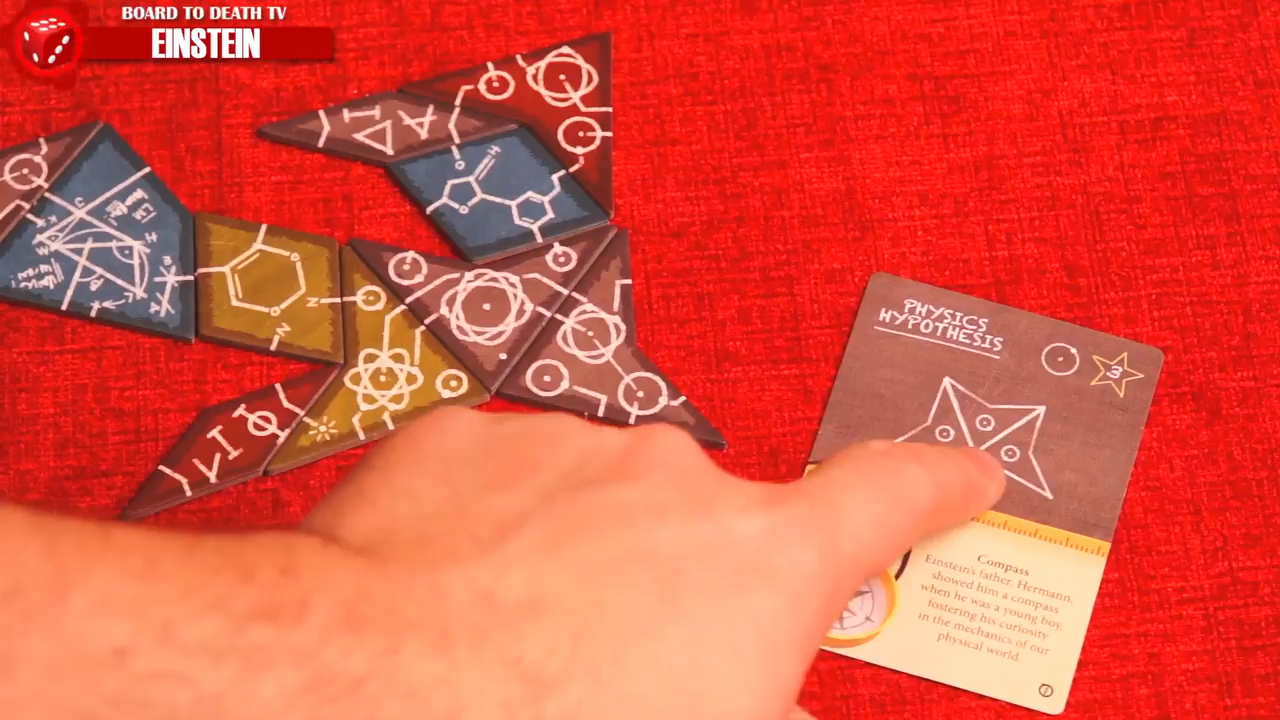 BOARD TO DEATH TV
EINSTEIN
PHYSICS
HYPOTHESIS
3
Compass
Einstein's father, Hermann,
showed him a compass
when he was a young boy,
fostering his curiosity
in the mechanics of our
physical world.